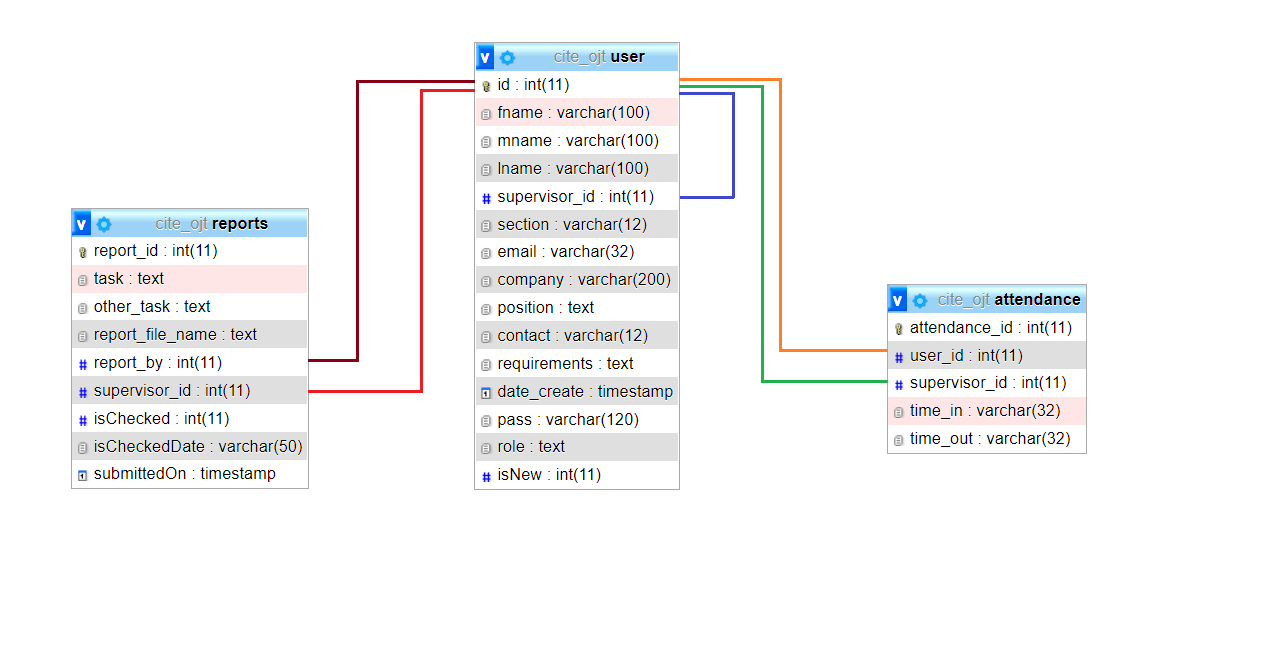 v cite_ojt user
id : int(11)
fname : varchar(100)
mname : varchar(100)
lname : varchar(100)
supervisor_id : int(11)
section : varchar(12)
email : varchar(32)
company : varchar(200)
position : text
contact : varchar(12)
requirements : text
date_create : timestamp
pass : varchar(120)
role : text
isNew : int(11)
v cite_ojt reports
report_id : int(11)
task : text
other_task : text
report_file_name : text
report_by : int(11)
supervisor_id : int(11)
isChecked : int(11)
isCheckedDate : varchar(50)
submittedOn : timestamp
v cite_ojt attendance
attendance_id : int(11)
user_id : int(11)
supervisor_id : int(11)
time_in : varchar(32)
time_out : varchar(32)